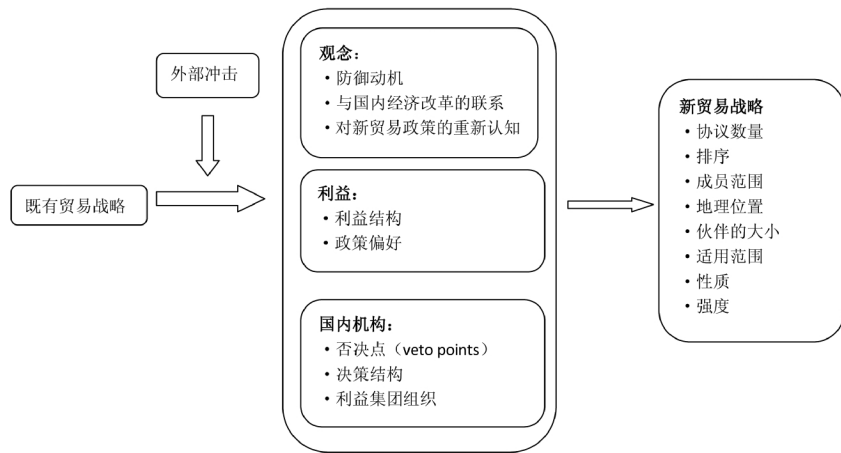 外部冲击
既有贸易战略
观念：
·防御动机
·与国内经济改革的联系
·对新贸易政策的重新认知
利益：
·利益结构
·政策偏好
国内机构：
·否决点（veto points）
·决策结构
·利益集团组织
新贸易战略
·协议数量
·排序
·成员范围
·地理位置
·伙伴的大小
·适用范围
·性质
·强度